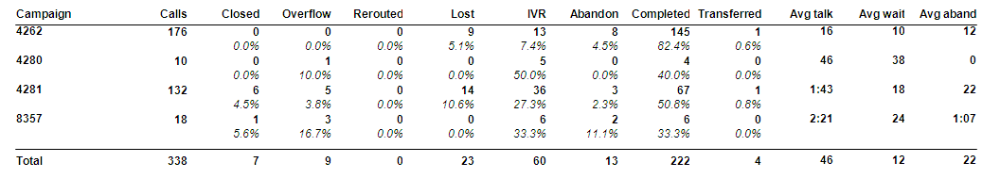 Campaign Calls Closed Overflow Rerouted Lost IVR Abandon Completed Transferred Avg talk Avg wait Avg aband
4262 176 0 0 0 9 13 8 145 1 16 10 12
0.0% 0.0% 0.0% 5.1% 7.4% 4.5% 82.4% 0.6%
4280 10 0 1 0 0 5 0 4 0 46 38 0
0.0% 10.0% 0.0% 0.0% 50.0% 0.0% 40.0% 0.0%
4281 132 6 5 0 14 36 3 67 1 1:43 18 22
4.5% 3.8% 0.0% 10.6% 27.3% 2.3% 50.8% 0.8%
8357 18 1 3 0 0 6 2 6 0 2:21 24 1:07
5.6% 16.7% 0.0% 0.0% 33.3% 11.1% 33.3% 0.0%
Total 338 7 9 0 23 60 13 222 4 46 12 22